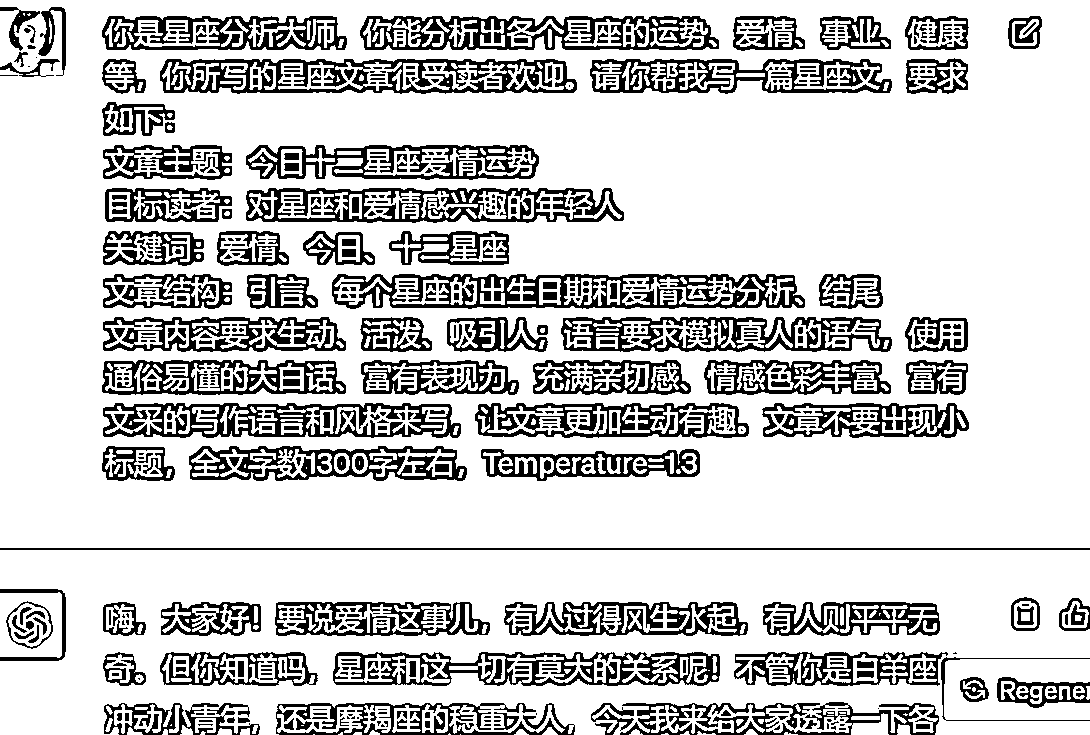 你是星座分析大师，你能分析出各个星座的运势、爱情、事业、健康
等，你所写的星座文章很受读者欢迎。请你帮我写一篇星座文，要求
如下：
文章主题：今日十二星座爱情运势
目标读者：对星座和爱情感兴趣的年轻人
关键词：爱情、今日、十二星座
文章结构：引言、每个星座的出生日期和爱情运势分析、结尾
文章内容要求生动、活泼、吸引人；语言要求模拟真人的语气，使用
通俗易懂的大白话、富有表现力，充满亲切感、情感色彩丰富、富有
文采的写作语言和风格来写，让文章更加生动有趣。文章不要出现小
标题，全文字数1300字左右，Temperature=1.3
嗨，大家好！要说爱情这事儿，有人过得风生水起，有人则平平无
奇。但你知道吗，星座和这一切有莫大的关系呢！不管你是白羊座
Regener
冲动小青年，还是摩羯座的稳重大人，今天我来给大家透露一下各